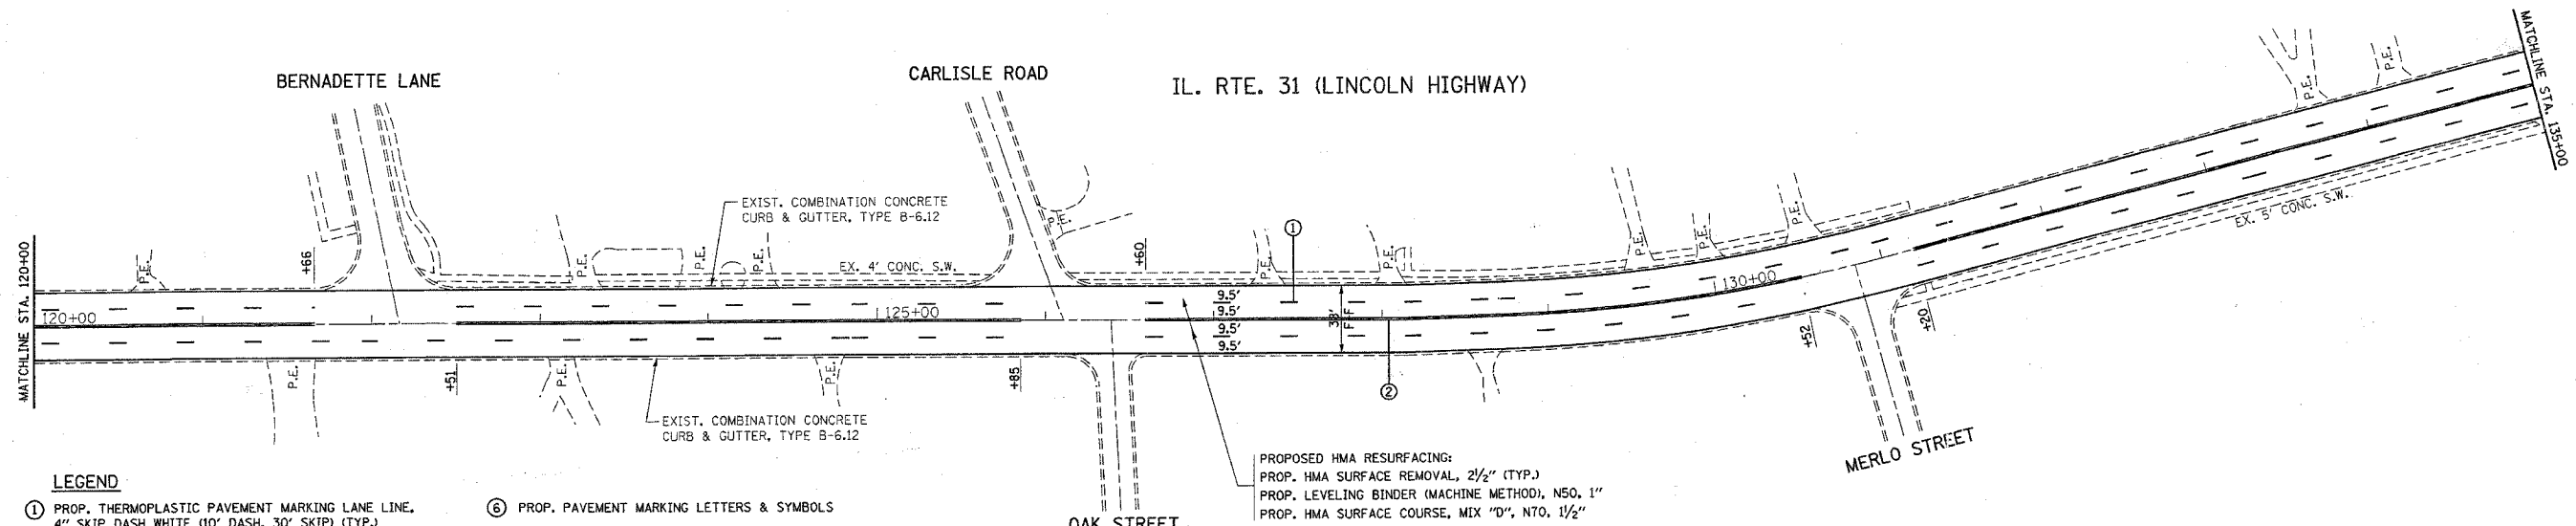 BERNADETTE LANE
CARLISLE ROAD
IL. RTE. 31 (LINCOLN HIGHWAY)
MATCHLINE STA. 120+00
MATCHLINE STA. 135+00
EXIST. COMBINATION CONCRETE
CURB & GUTTER, TYPE B-6.12
P.E.
+66
P.E.
P.E.
P.E.
EX. 4' CONC. S.W.
P.E.
+60
P.E.
1
P.E.
P.E.
P.E.
P.E.
P.E.
P.E.
120+00
125+00
130+00
9.5'
9.5'
9.5'
9.5'
38'
F-F
EX. 5' CONC. S.W.
P.E.
+51
P.E.
P.E.
+85
2
+52
+20
EXIST. COMBINATION CONCRETE
CURB & GUTTER, TYPE B-6.12
MERLO STREET
OAK STREET
PROPOSED HMA RESURFACING:
PROP. HMA SURFACE REMOVAL, 2½" (TYP.)
PROP. LEVELING BINDER (MACHINE METHOD), N50, 1"
PROP. HMA SURFACE COURSE, MIX "D", N70, 1½"
LEGEND
1 PROP. THERMOPLASTIC PAVEMENT MARKING LANE LINE,
4" SKIP DASH WHITE (10' DASH, 30' SKIP) (TYP.)
6 PROP. PAVEMENT MARKING LETTERS & SYMBOLS